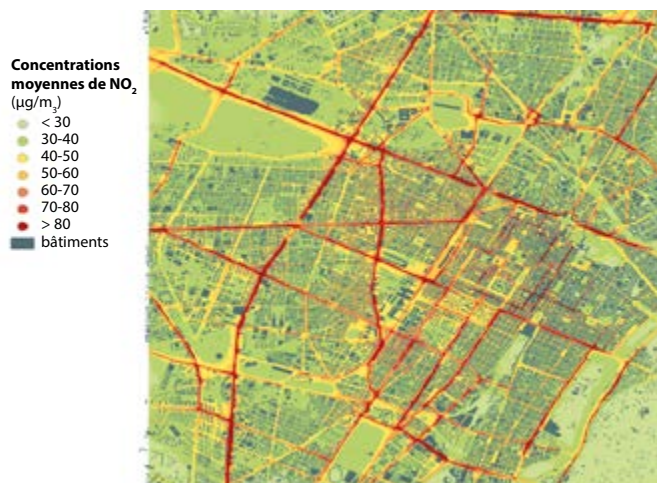 Concentrations
moyennes de NO₂
(µg/m₃)
< 30
30-40
40-50
50-60
60-70
70-80
> 80
bâtiments